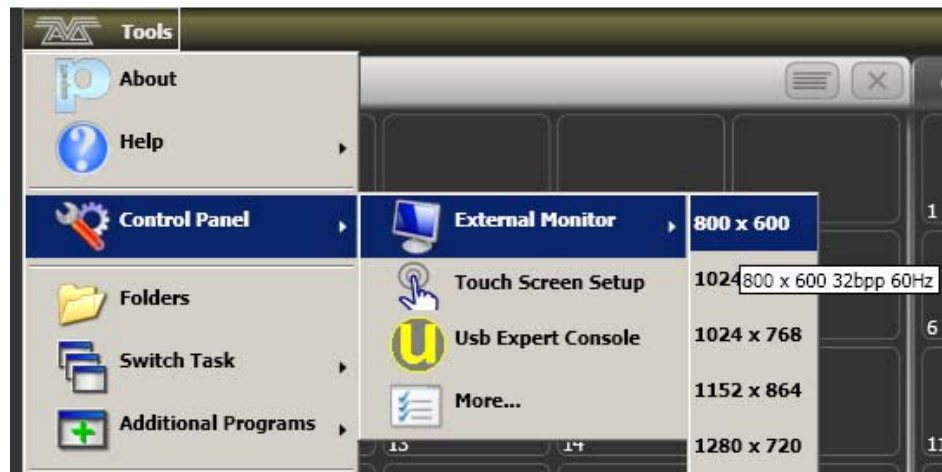 Tools
About
Help
Control Panel
External Monitor
800 x 600
1
Folders
Touch Screen Setup
1024
800 x 600 32bpp 60Hz
Usb Expert Console
1024 x 768
6
Switch Task
More...
1152 x 864
Additional Programs
13
14
1280 x 720